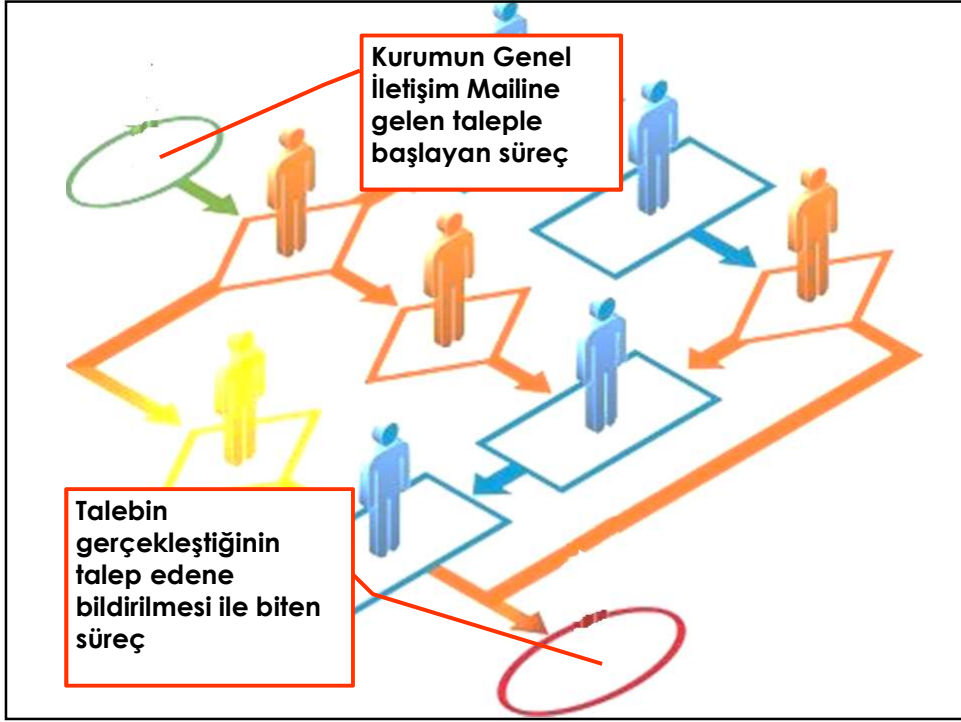 Kurumun Genel
İletişim Mailine
gelen taleple
başlayan süreç
Talebin
gerçekleştiğinin
talep edene
bildirilmesi ile biten
süreç